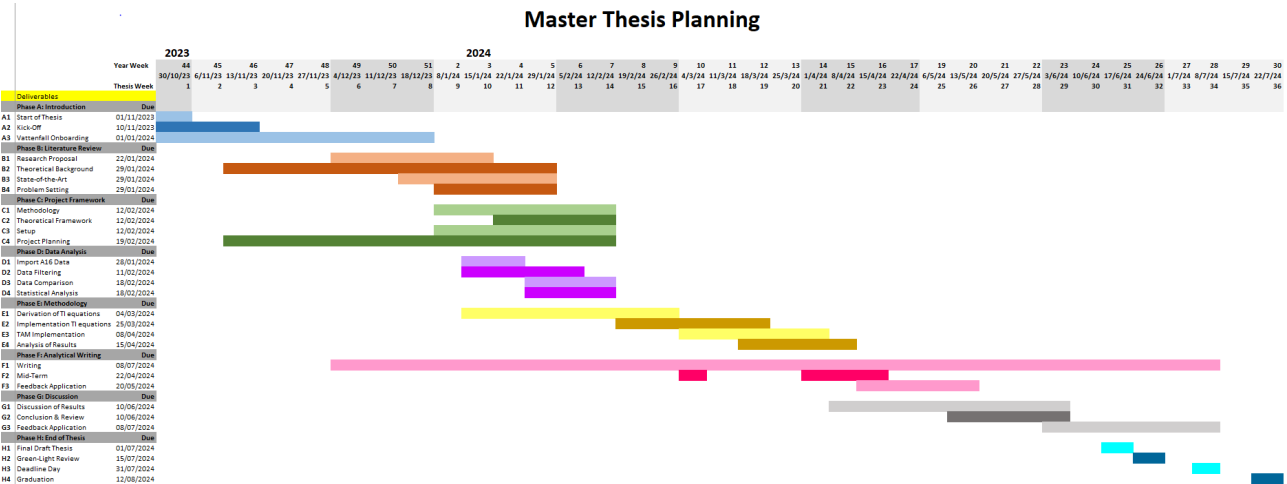 Master Thesis Planning
2023 2024
Year Week 44 45 46 47 48 49 50 51 2 3 4 5 6 7 8 9 10 11 12 13 14 15 16 17 19 20 21 22 23 24 25 26 27 28 29 30
30/10/23 6/11/23 13/11/23 20/11/23 27/11/23 4/12/23 11/12/23 18/12/23 8/1/24 15/1/24 22/1/24 29/1/24 5/2/24 12/2/24 19/2/24 26/2/24 4/3/24 11/3/24 18/3/24 25/3/24 1/4/24 8/4/24 15/4/24 22/4/24 6/5/24 13/5/24 20/5/24 27/5/24 3/6/24 10/6/24 17/6/24 24/6/24 1/7/24 8/7/24 15/7/24 22/7/24
Thesis Week 1 2 3 4 5 6 7 8 9 10 11 12 13 14 15 16 17 18 19 20 21 22 23 24 25 26 27 28 29 30 31 32 33 34 35 36
Deliverables
Phase A: Introduction Due
A1 Start of Thesis 01/11/2023
A2 Kick-Off 10/11/2023
A3 Vattenfall Onboarding 01/01/2024
Phase B: Literature Review Due
B1 Research Proposal 22/01/2024
B2 Theoretical Background 29/01/2024
B3 State-of-the-Art 29/01/2024
B4 Problem Setting 29/01/2024
Phase C: Project Framework Due
C1 Methodology 12/02/2024
C2 Theoretical Framework 12/02/2024
C3 Setup 12/02/2024
C4 Project Planning 19/02/2024
Phase D: Data Analysis Due
D1 Import A16 Data 28/01/2024
D2 Data Filtering 11/02/2024
D3 Data Comparison 18/02/2024
D4 Statistical Analysis 18/02/2024
Phase E: Methodology Due
E1 Derivation of TI equations 04/03/2024
E2 Implementation TI equations 25/03/2024
E3 TAM Implementation 08/04/2024
E4 Analysis of Results 15/04/2024
Phase F: Analytical Writing Due
F1 Writing 08/07/2024
F2 Mid-Term 22/04/2024
F3 Feedback Application 20/05/2024
Phase G: Discussion Due
G1 Discussion of Results 10/06/2024
G2 Conclusion & Review 10/06/2024
G3 Feedback Application 08/07/2024
Phase H: End of Thesis Due
H1 Final Draft Thesis 01/07/2024
H2 Green-Light Review 15/07/2024
H3 Deadline Day 31/07/2024
H4 Graduation 12/08/2024